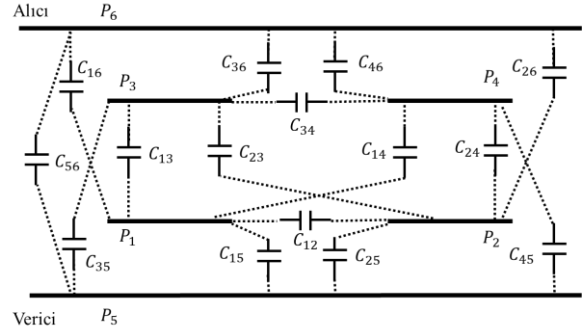 Alıcı P₆
C₁₆ C₃₆ C₄₆ C₂₆
P₃ P₄
C₃₄
C₅₆ C₁₃ C₂₃ C₁₄ C₂₄
P₁ C₁₂ P₂
C₃₅ C₁₅ C₂₅ C₄₅
Verici P₅